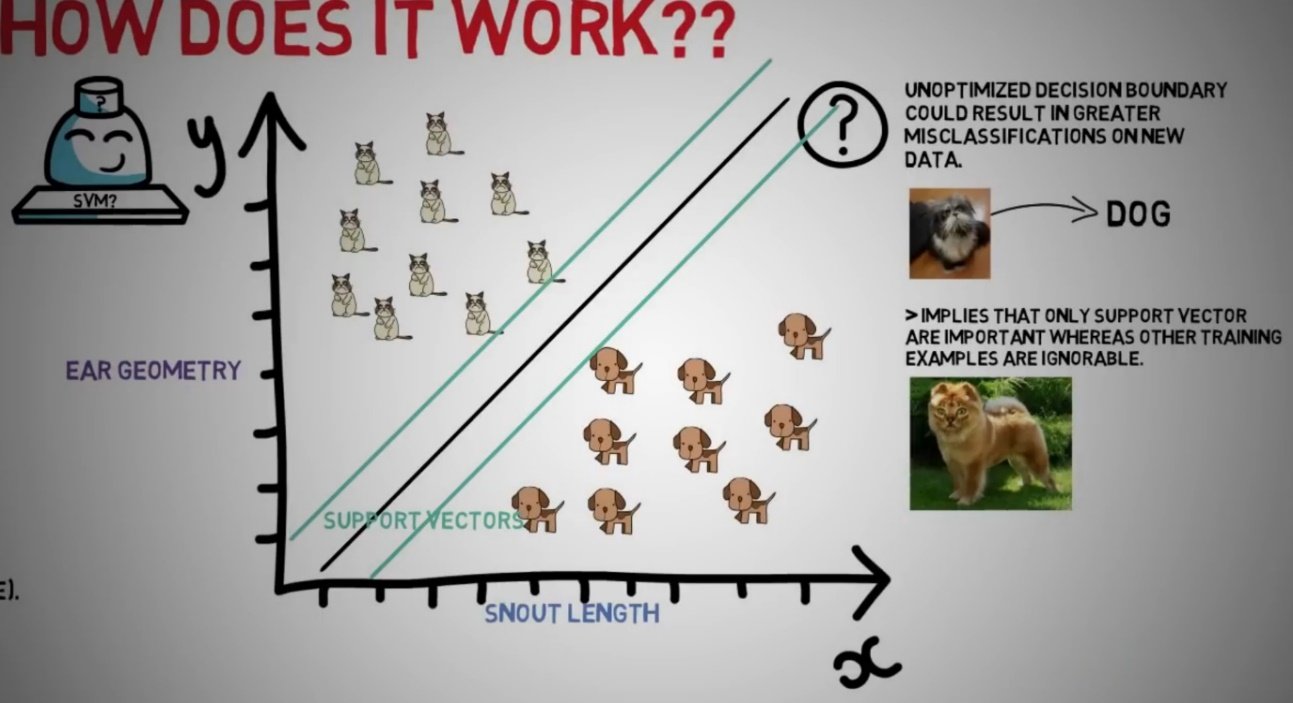 HOW DOES IT WORK??
?
SVM?
y
?
UNOPTIMIZED DECISION BOUNDARY
COULD RESULT IN GREATER
MISCLASSIFICATIONS ON NEW
DATA.
DOG
> IMPLIES THAT ONLY SUPPORT VECTOR
ARE IMPORTANT WHEREAS OTHER TRAINING
EXAMPLES ARE IGNORABLE.
EAR GEOMETRY
SUPPORT VECTORS
E).
SNOUT LENGTH
x